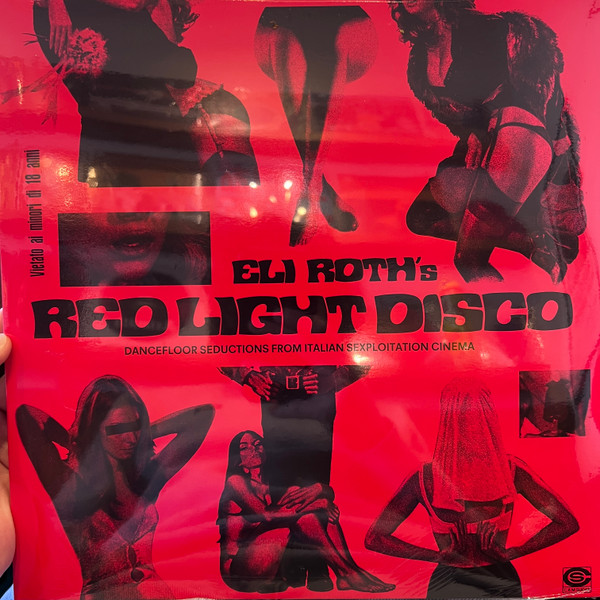 Vietato ai minori di 18 anni
ELI ROTH's
RED LIGHT DISCO
DANCEFLOOR SEDUCTIONS FROM ITALIAN SEXPLOITATION CINEMA